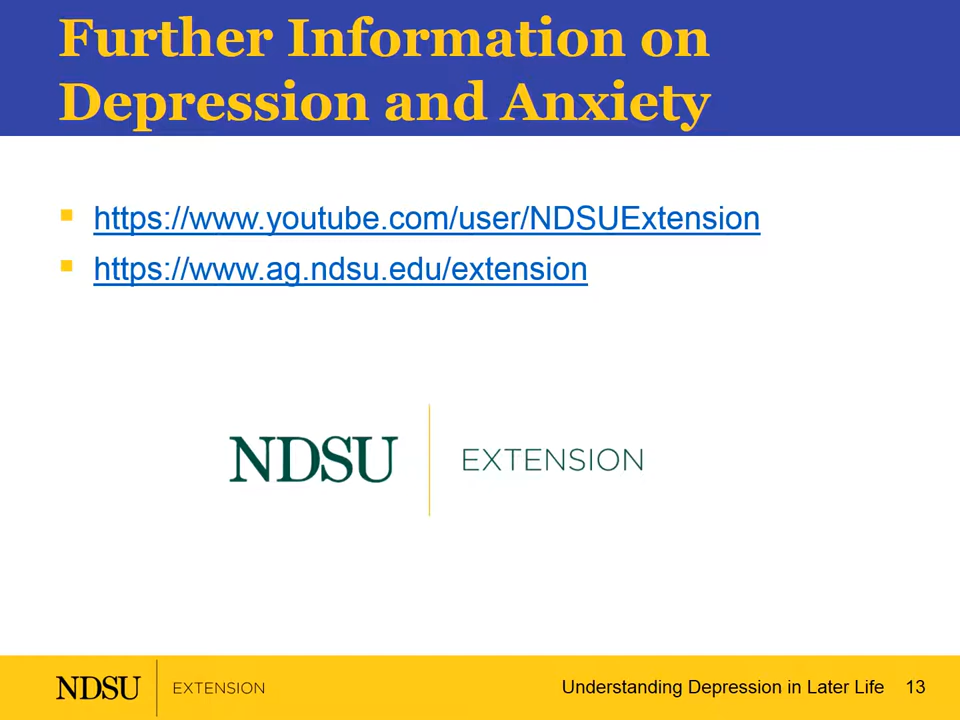 Further Information on
Depression and Anxiety
https://www.youtube.com/user/NDSUExtension
https://www.ag.ndsu.edu/extension
NDSU EXTENSION
NDSU EXTENSION Understanding Depression in Later Life 13